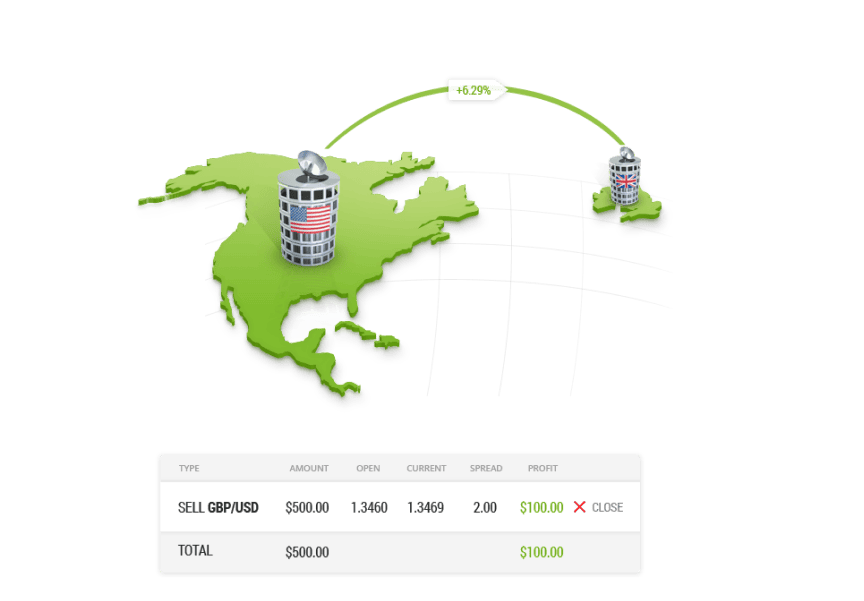 +6.29%
TYPE AMOUNT OPEN CURRENT SPREAD PROFIT
SELL GBP/USD $500.00 1.3460 1.3469 2.00 $100.00 CLOSE
TOTAL $500.00 $100.00